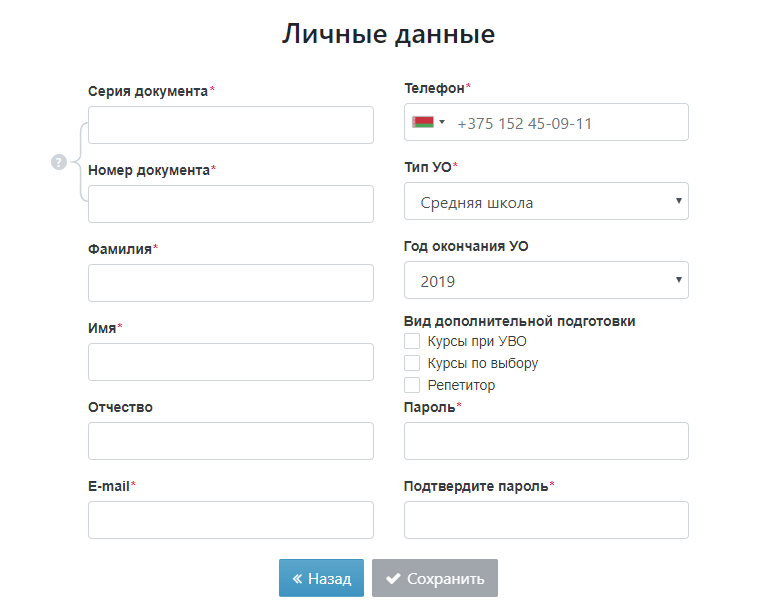 Личные данные
Серия документа*
?
Номер документа*
Фамилия*
Имя*
Отчество
E-mail*
Телефон*
+375 152 45-09-11
Тип УО*
Средняя школа
Год окончания УО
2019
Вид дополнительной подготовки
Курсы при УВО
Курсы по выбору
Репетитор
Пароль*
Подтвердите пароль*
« Назад
Сохранить